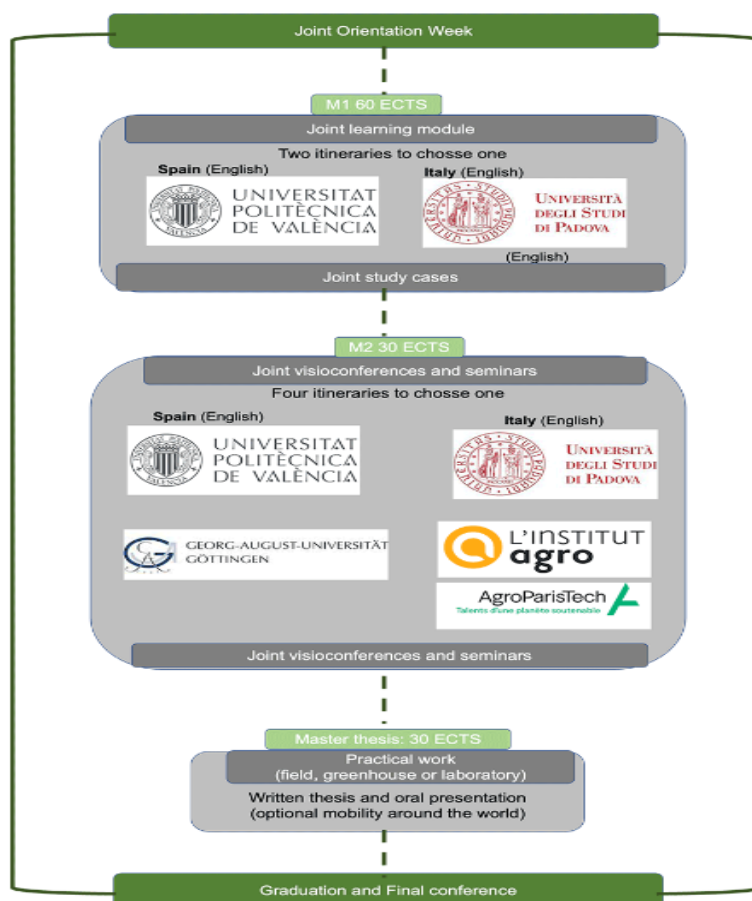 Joint Orientation Week
M1 60 ECTS
Joint learning module
Two itineraries to chosse one
Spain (English)
Italy (English)
UNIVERSITAT
POLITÈCNICA
DE VALÈNCIA
UNIVERSITÀ
DEGLI STUDI
DI PADOVA
(English)
Joint study cases
M2 30 ECTS
Joint visioconferences and seminars
Four itineraries to chosse one
Spain (English)
Italy (English)
UNIVERSITAT
POLITÈCNICA
DE VALÈNCIA
UNIVERSITÀ
DEGLI STUDI
DI PADOVA
GEORG-AUGUST-UNIVERSITÄT
GÖTTINGEN
L'INSTITUT
agro
AgroParisTech
Talents d'une planète soutenable
Joint visioconferences and seminars
Master thesis: 30 ECTS
Practical work
(field, greenhouse or laboratory)
Written thesis and oral presentation
(optional mobility around the world)
Graduation and Final conference